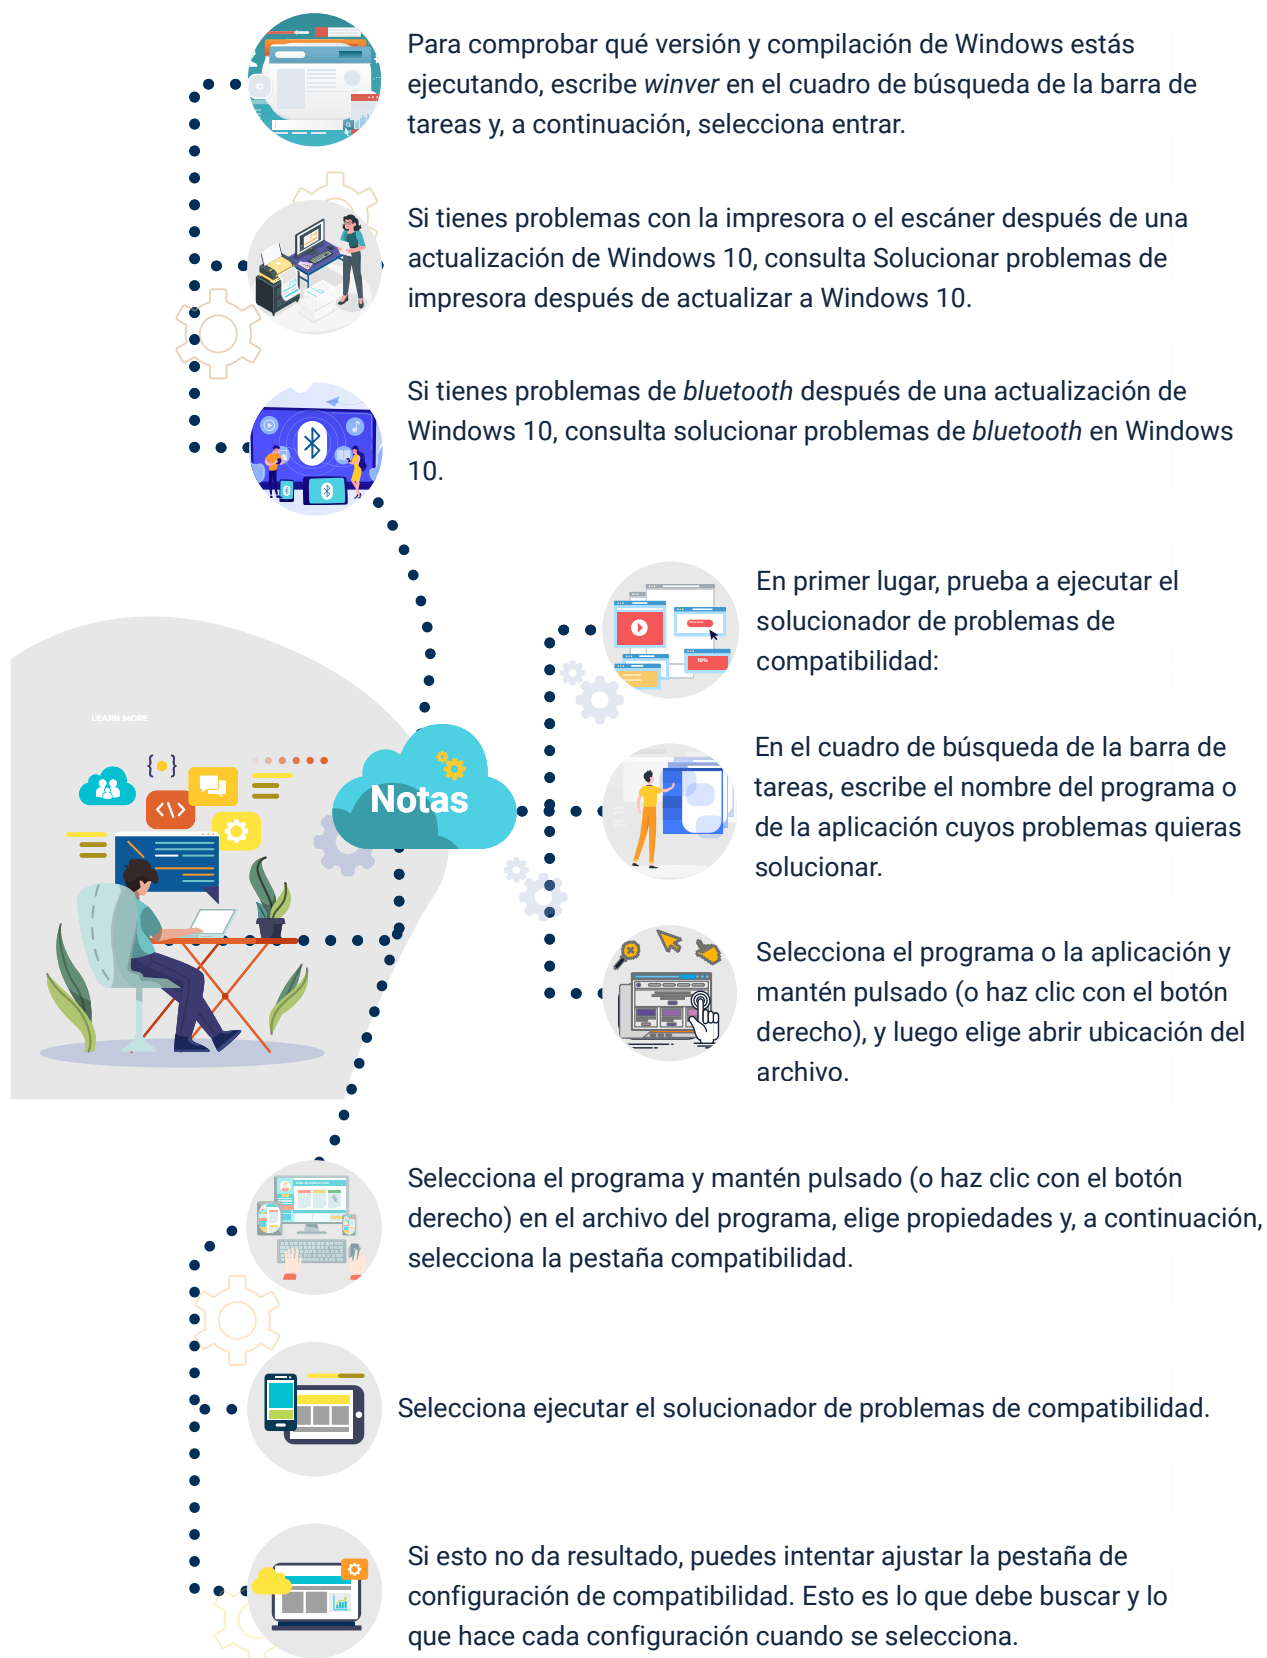 Para comprobar qué versión y compilación de Windows estás
ejecutando, escribe winver en el cuadro de búsqueda de la barra de
tareas y, a continuación, selecciona entrar.
Si tienes problemas con la impresora o el escáner después de una
actualización de Windows 10, consulta Solucionar problemas de
impresora después de actualizar a Windows 10.
Si tienes problemas de bluetooth después de una actualización de
Windows 10, consulta solucionar problemas de bluetooth en Windows
10.
En primer lugar, prueba a ejecutar el
solucionador de problemas de
compatibilidad:
10%
LEARN MORE
Notas
En el cuadro de búsqueda de la barra de
tareas, escribe el nombre del programa o
de la aplicación cuyos problemas quieras
solucionar.
Selecciona el programa o la aplicación y
mantén pulsado (o haz clic con el botón
derecho), y luego elige abrir ubicación del
archivo.
Selecciona el programa y mantén pulsado (o haz clic con el botón
derecho) en el archivo del programa, elige propiedades y, a continuación,
selecciona la pestaña compatibilidad.
Selecciona ejecutar el solucionador de problemas de compatibilidad.
Si esto no da resultado, puedes intentar ajustar la pestaña de
configuración de compatibilidad. Esto es lo que debe buscar y lo
que hace cada configuración cuando se selecciona.